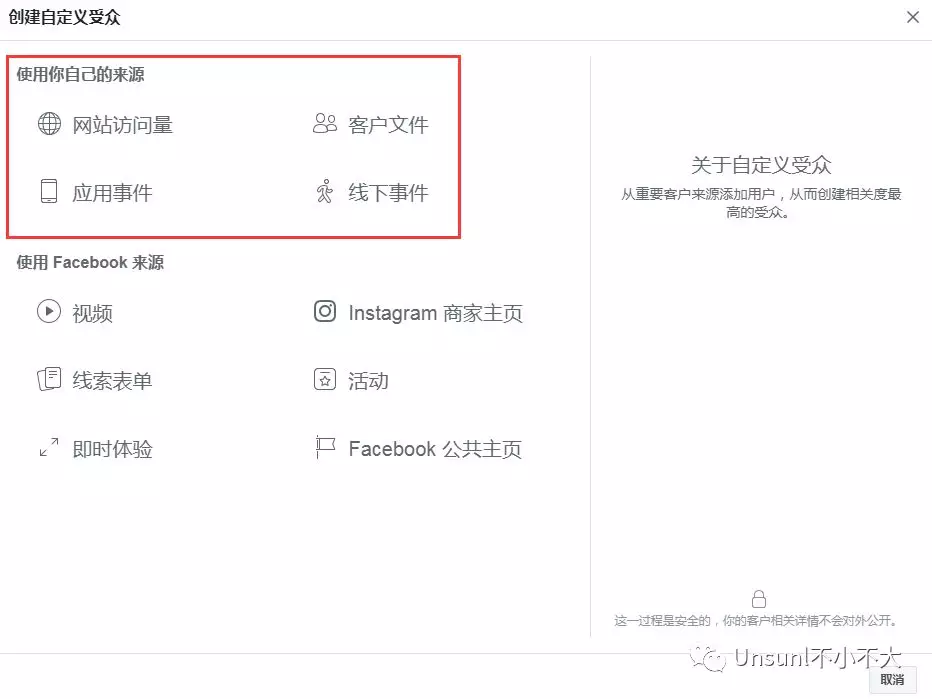 创建自定义受众
使用你自己的来源
网站访问量
客户文件
应用事件
线下事件
使用 Facebook 来源
视频
Instagram 商家主页
线索表单
活动
即时体验
Facebook 公共主页
关于自定义受众
从重要客户来源添加用户，从而创建相关度最
高的受众。
这一过程是安全的，你的客户相关详情不会对外公开。
Unsunl不小不大
取消